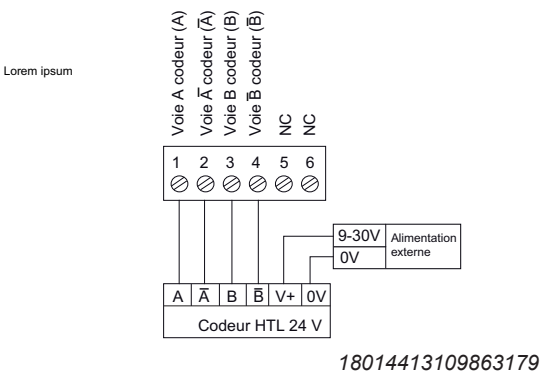 Lorem ipsum
Voie A codeur (A)
Voie A̅ codeur (A̅)
Voie B codeur (B)
Voie B̅ codeur (B̅)
NC
NC
1 2 3 4 5 6
9-30V Alimentation
0V externe
A A̅ B B̅ V+ 0V
Codeur HTL 24 V
18014413109863179